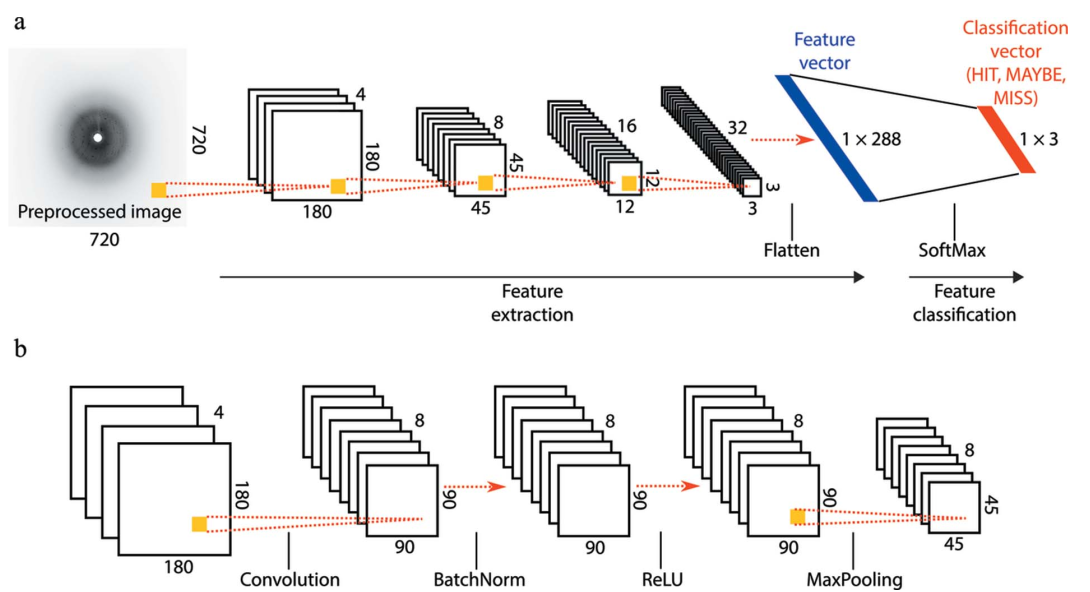 a
Feature
vector
Classification
vector
(HIT, MAYBE,
MISS)
4
8
16
32
720
180
45
12
3
1 × 288
1 × 3
Preprocessed image
720
180
45
12
3
Flatten
SoftMax
Feature
extraction
Feature
classification
b
4
8
8
8
8
180
90
90
90
45
180
90
90
90
45
Convolution
BatchNorm
ReLU
MaxPooling